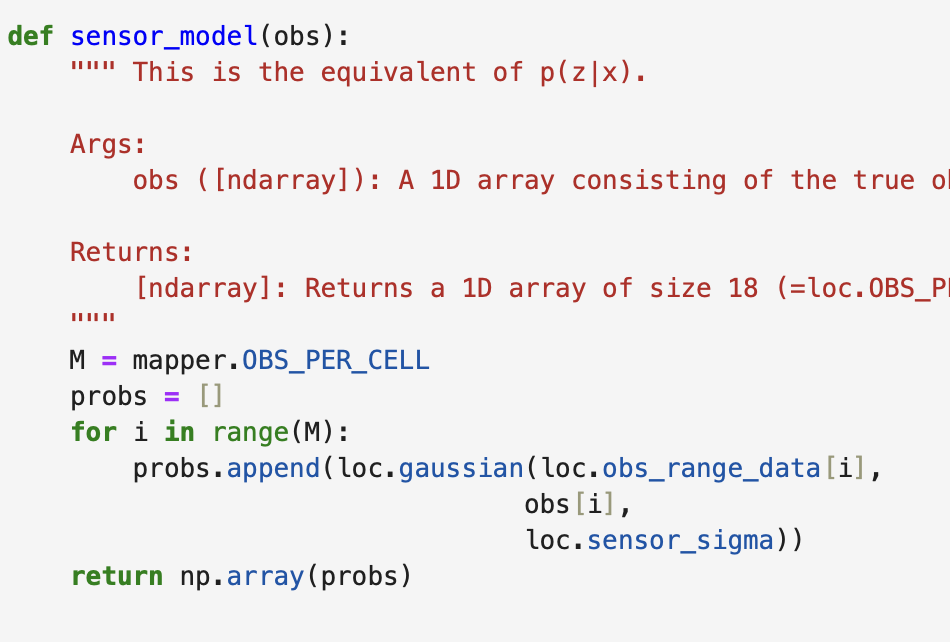 def sensor_model(obs):
    """ This is the equivalent of p(z|x).

    Args:
        obs ([ndarray]): A 1D array consisting of the true

    Returns:
        [ndarray]: Returns a 1D array of size 18 (=loc.OBS_P
    """
    M = mapper.OBS_PER_CELL
    probs = []
    for i in range(M):
        probs.append(loc.gaussian(loc.obs_range_data[i],
                                 obs[i],
                                 loc.sensor_sigma))
    return np.array(probs)